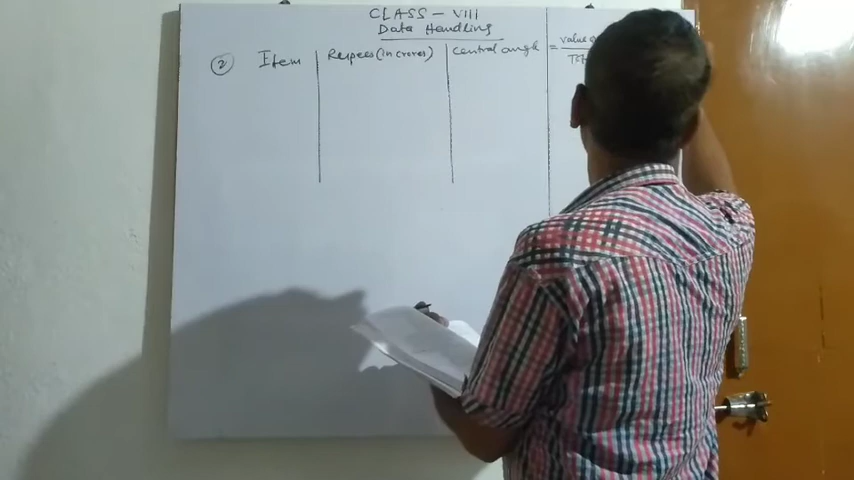 CLASS - VIII
Data Handling
② Item Rupees (in crores) Central angle = value